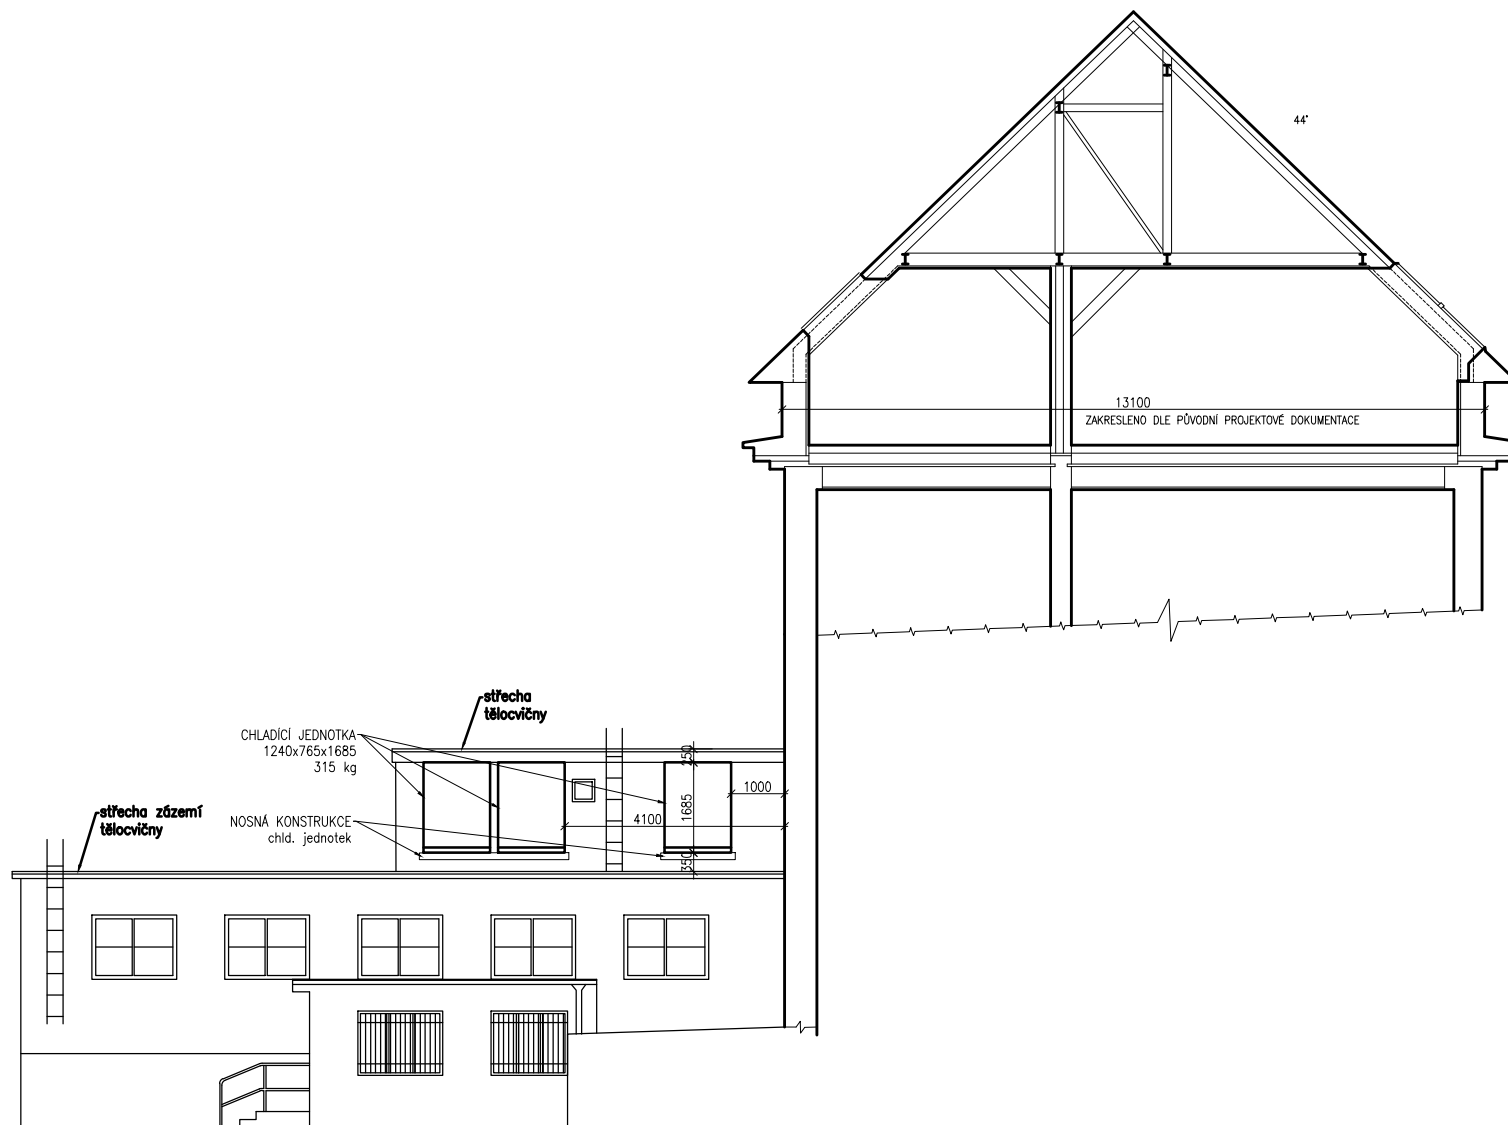 44°
13100
ZAKRESLENO DLE PŮVODNÍ PROJEKTOVÉ DOKUMENTACE
střecha
tělocvičny
CHLADÍCÍ JEDNOTKA
1240x765x1685
315 kg
250
1000
1685
4100
střecha zázemí
tělocvičny
NOSNÁ KONSTRUKCE
chld. jednotek
350